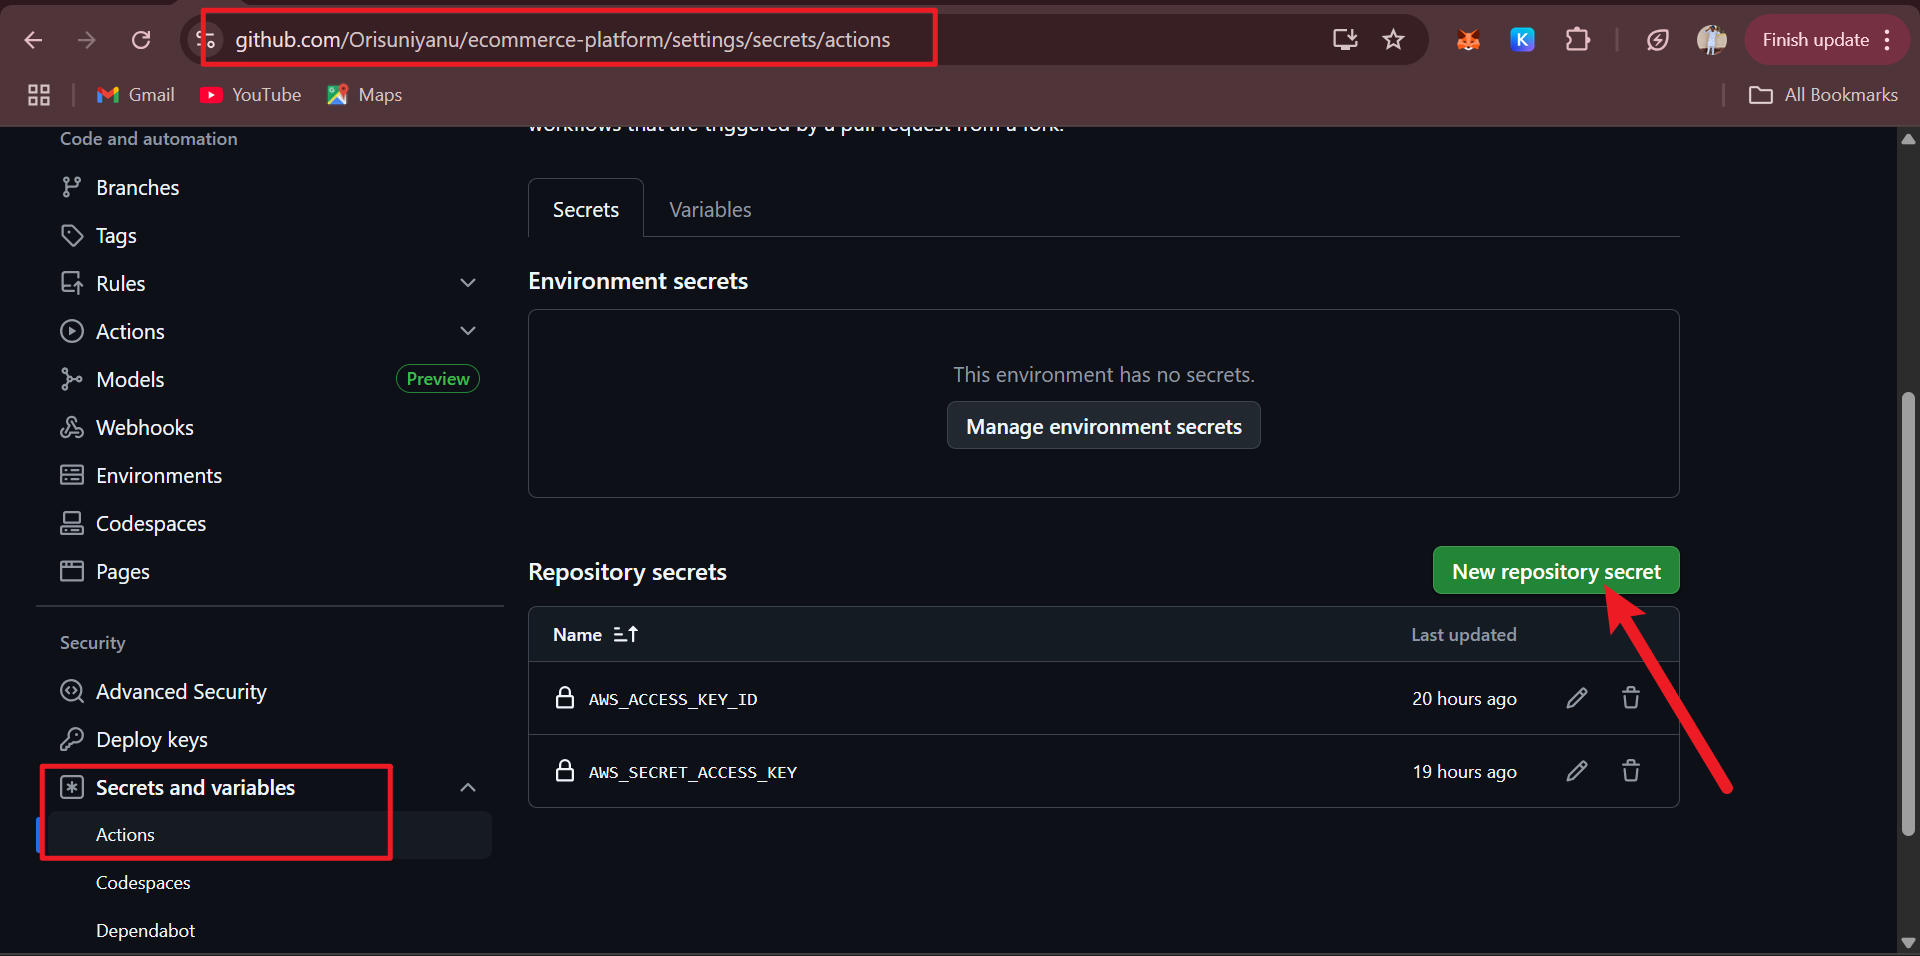 github.com/Orisuniyanu/ecommerce-platform/settings/secrets/actions
K
Finish update
Gmail
YouTube
Maps
All Bookmarks
Code and automation
Branches
Tags
Rules
Actions
Models
Preview
Webhooks
Environments
Codespaces
Pages
Security
Advanced Security
Deploy keys
Secrets and variables
Actions
Codespaces
Dependabot
workflows that are triggered by a pull request from a fork.
Secrets
Variables
Environment secrets
This environment has no secrets.
Manage environment secrets
Repository secrets
New repository secret
Name
Last updated
AWS_ACCESS_KEY_ID
20 hours ago
AWS_SECRET_ACCESS_KEY
19 hours ago